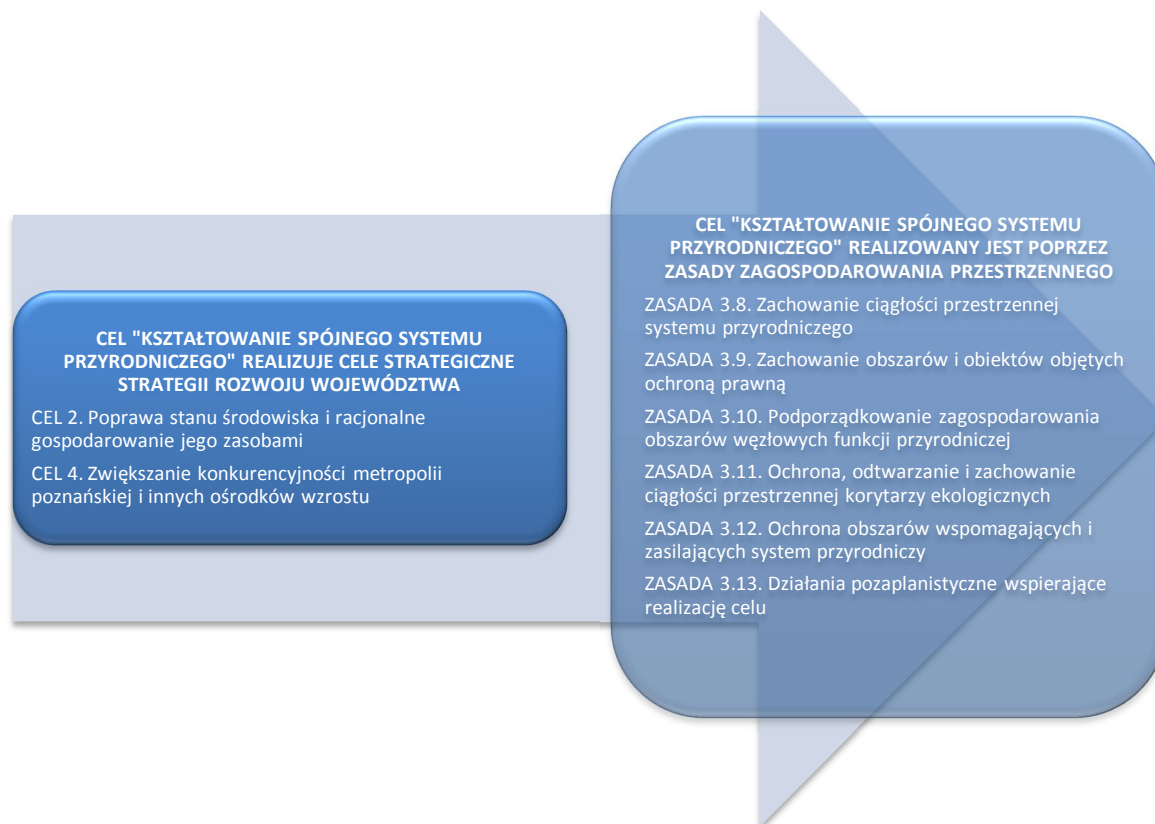 CEL "KSZTAŁTOWANIE SPÓJNEGO SYSTEMU
PRZYRODNICZEGO" REALIZUJE CELE STRATEGICZNE
STRATEGII ROZWOJU WOJEWÓDZTWA
CEL 2. Poprawa stanu środowiska i racjonalne
gospodarowanie jego zasobami
CEL 4. Zwiększanie konkurencyjności metropolii
poznańskiej i innych ośrodków wzrostu
CEL "KSZTAŁTOWANIE SPÓJNEGO SYSTEMU
PRZYRODNICZEGO" REALIZOWANY JEST POPRZEZ
ZASADY ZAGOSPODAROWANIA PRZESTRZENNEGO
ZASADA 3.8. Zachowanie ciągłości przestrzennej
systemu przyrodniczego
ZASADA 3.9. Zachowanie obszarów i obiektów objętych
ochroną prawną
ZASADA 3.10. Podporządkowanie zagospodarowania
obszarów węzłowych funkcji przyrodniczej
ZASADA 3.11. Ochrona, odtwarzanie i zachowanie
ciągłości przestrzennej korytarzy ekologicznych
ZASADA 3.12. Ochrona obszarów wspomagających i
zasilających system przyrodniczy
ZASADA 3.13. Działania pozaplanistyczne wspierające
realizację celu